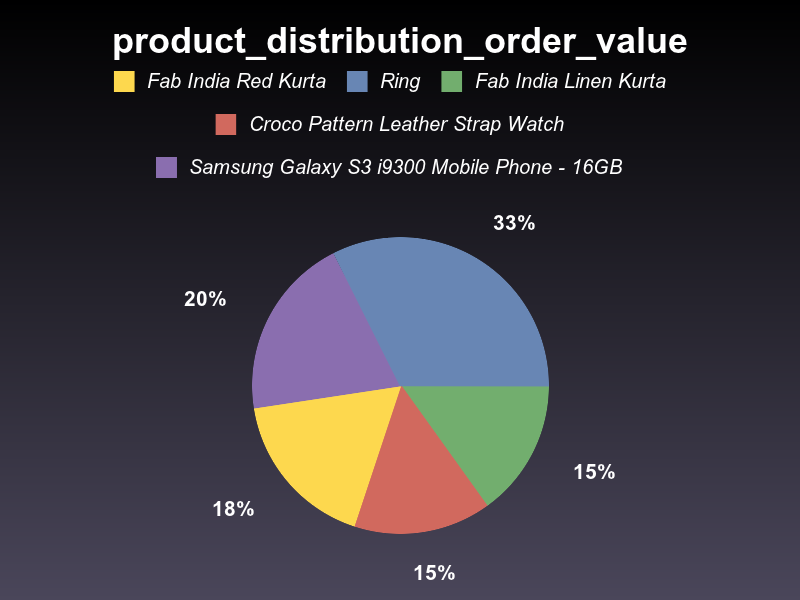 product_distribution_order_value
Fab India Red Kurta Ring Fab India Linen Kurta
Croco Pattern Leather Strap Watch
Samsung Galaxy S3 i9300 Mobile Phone - 16GB
33%
20%
15%
18%
15%